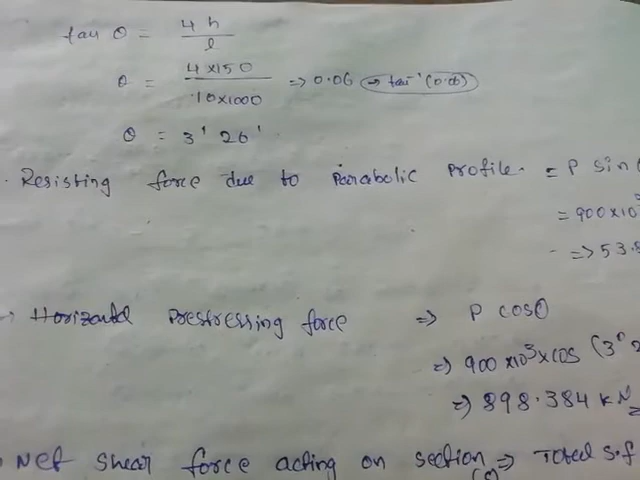 tan θ = 4h / l
θ = 4×150 / 10×1000 => 0.06 => tan⁻¹(0.06)
θ = 3' 26'
Resisting force due to Parabolic Profile. = P sin
= 900×10
=> 53.
Horizontal Prestressing force => P cosθ
=> 900×10³×cos (3° 2
=> 898.384 KN
Net shear force acting on section => Total S.f